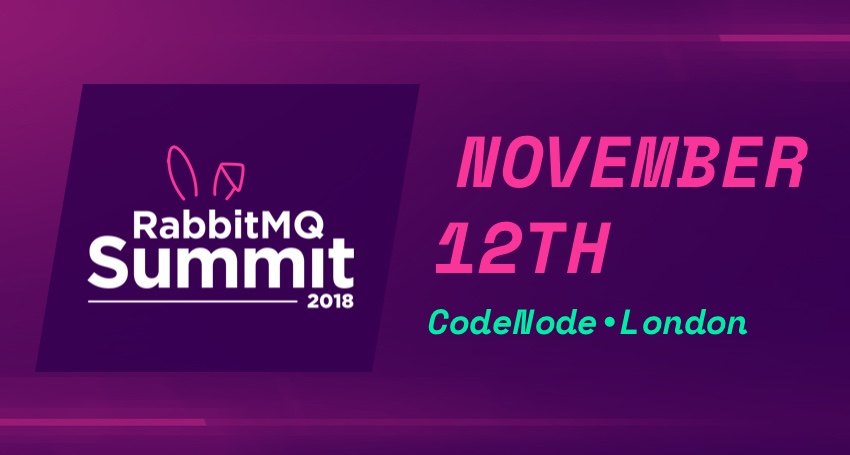 RabbitMQ
Summit
2018
NOVEMBER
12TH
CodeNode•London